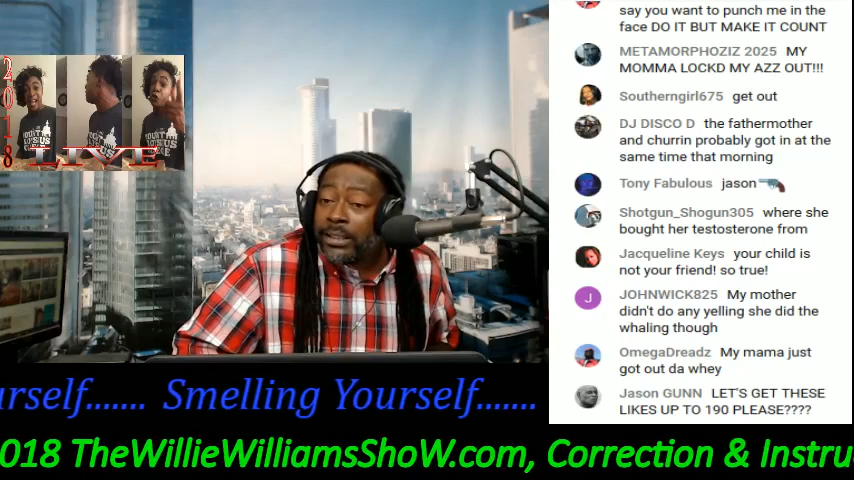 2018
LIVE
say you want to punch me in the
face DO IT BUT MAKE IT COUNT
METAMORPHOZIZ 2025 MY
MOMMA LOCKD MY AZZ OUT!!!
Southerngirl675 get out
DJ DISCO D the fathermother
and churrin probably got in at the
same time that morning
Tony Fabulous jason
Shotgun_Shogun305 where she
bought her testosterone from
Jacqueline Keys your child is
not your friend! so true!
J
JOHNWICK825 My mother
didn't do any yelling she did the
whaling though
OmegaDreadz My mama just
got out da whey
Jason GUNN LET'S GET THESE
LIKES UP TO 190 PLEASE????
urself....... Smelling Yourself.......
018 TheWillieWilliamsShoW.com, Correction & Instru